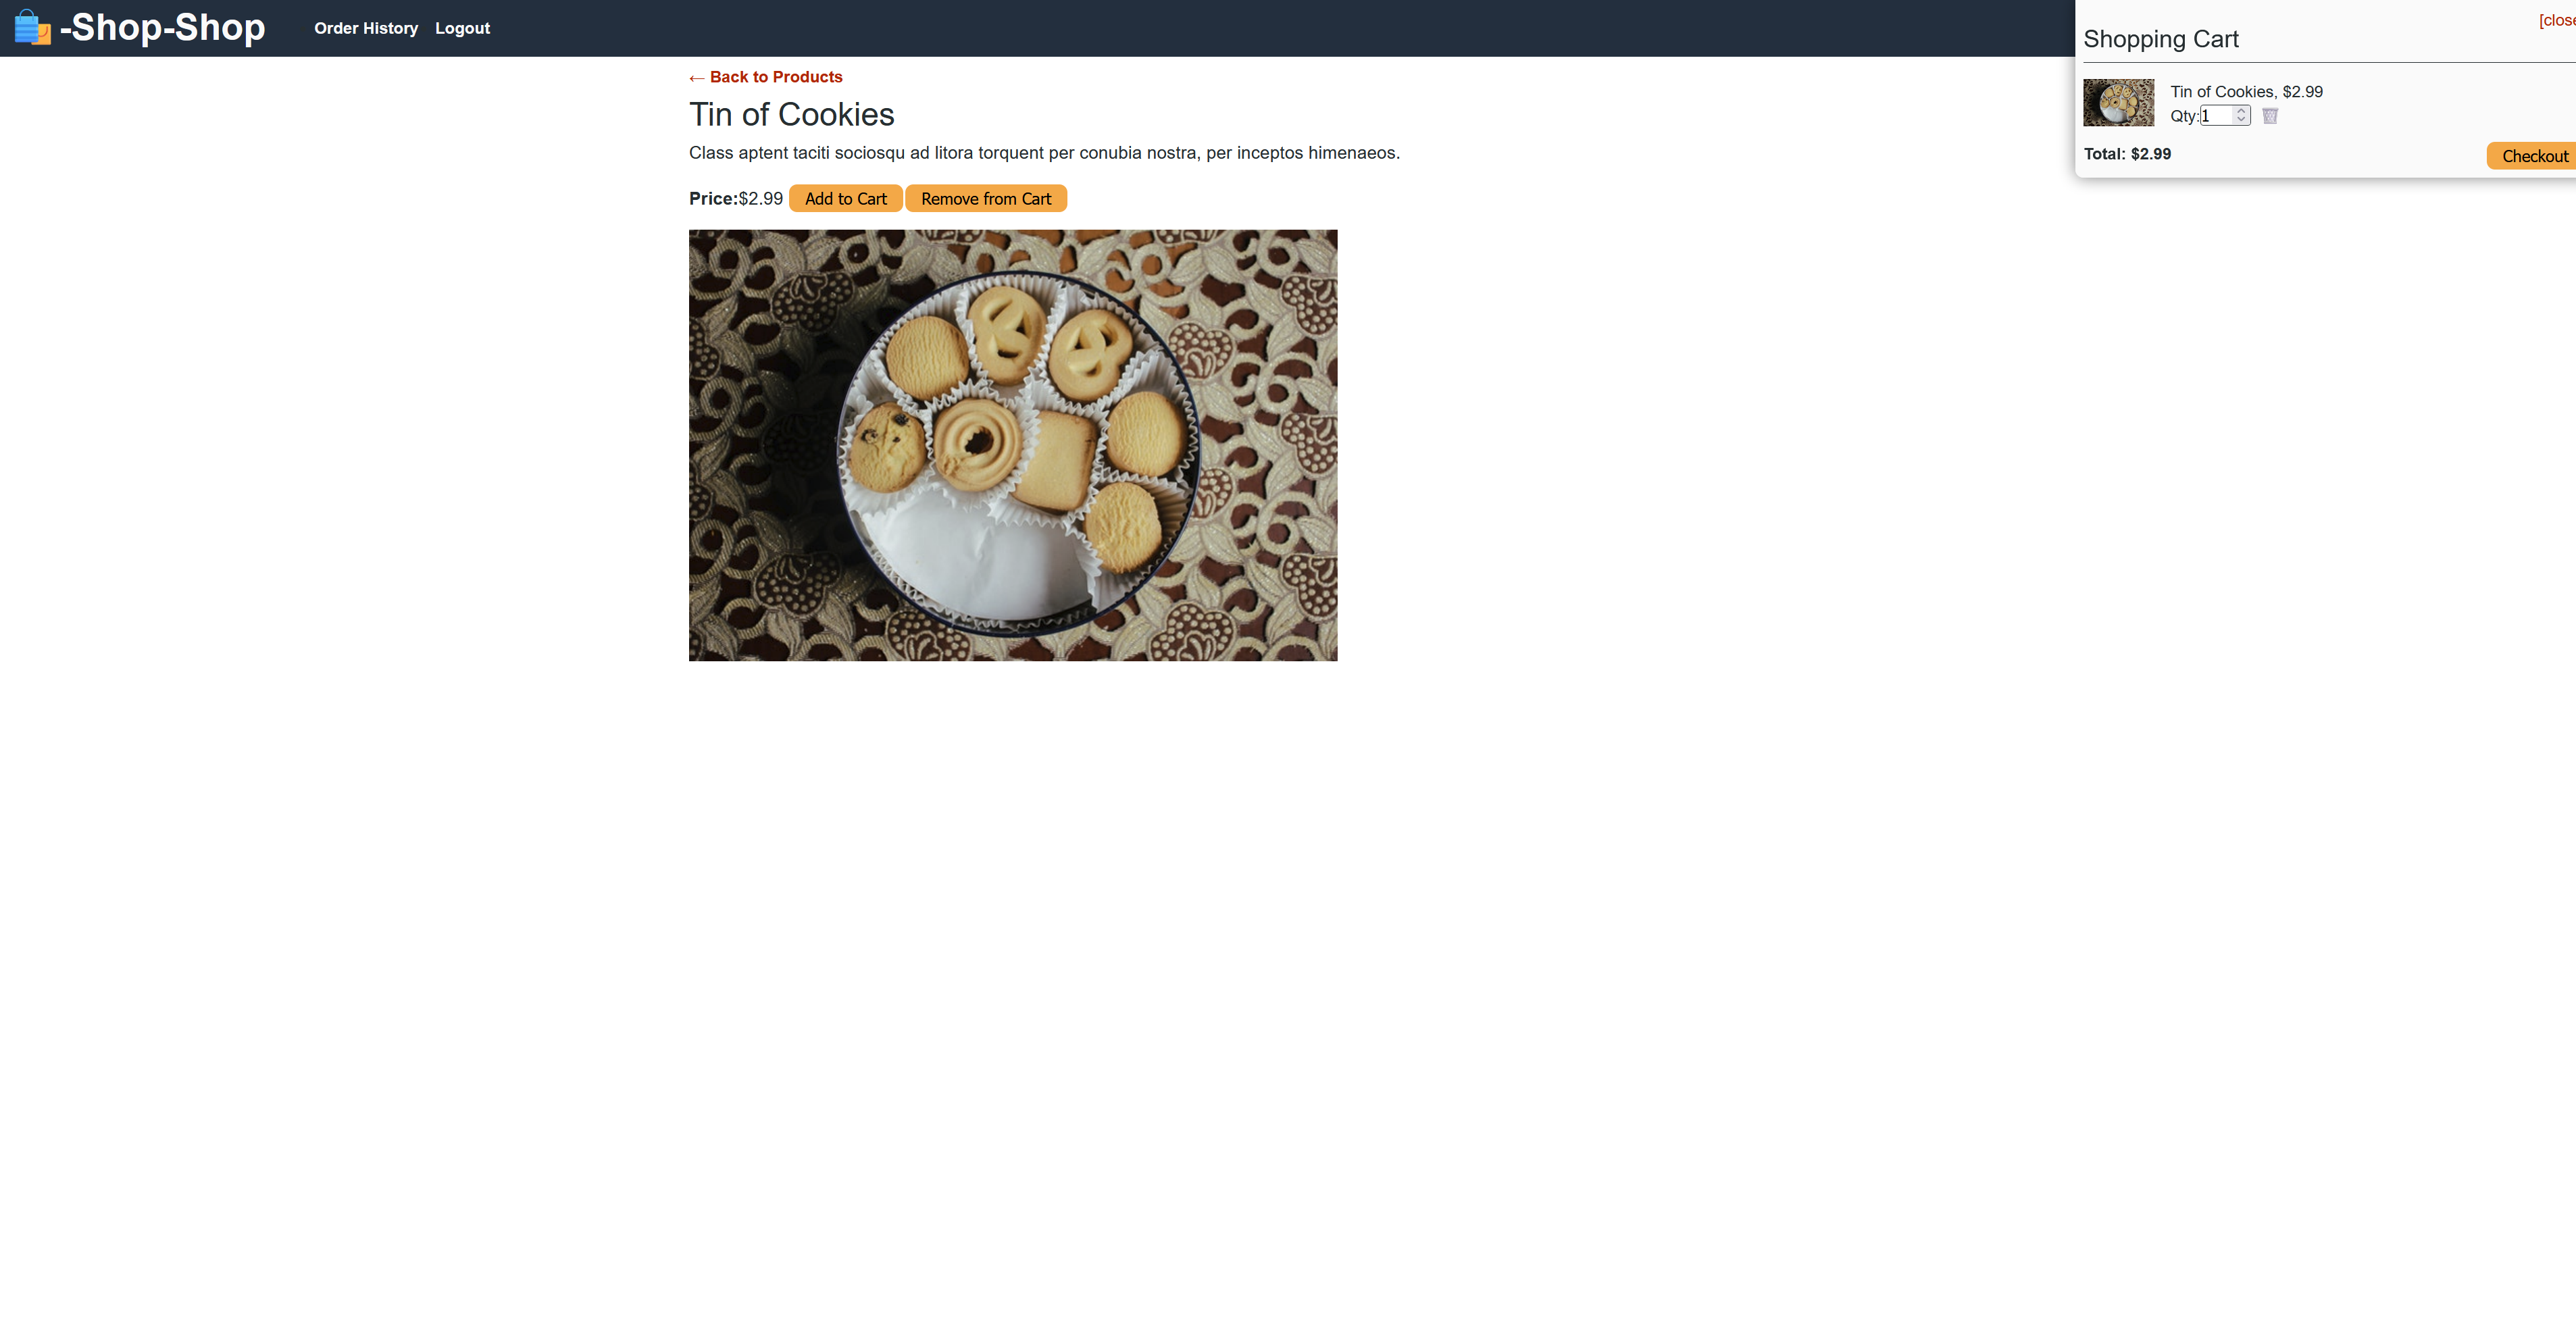 -Shop-Shop
Order History Logout
← Back to Products
Tin of Cookies
Class aptent taciti sociosqu ad litora torquent per conubia nostra, per inceptos himenaeos.
Price:$2.99 Add to Cart Remove from Cart
[close
Shopping Cart
Tin of Cookies, $2.99
Qty:1
Total: $2.99 Checkout